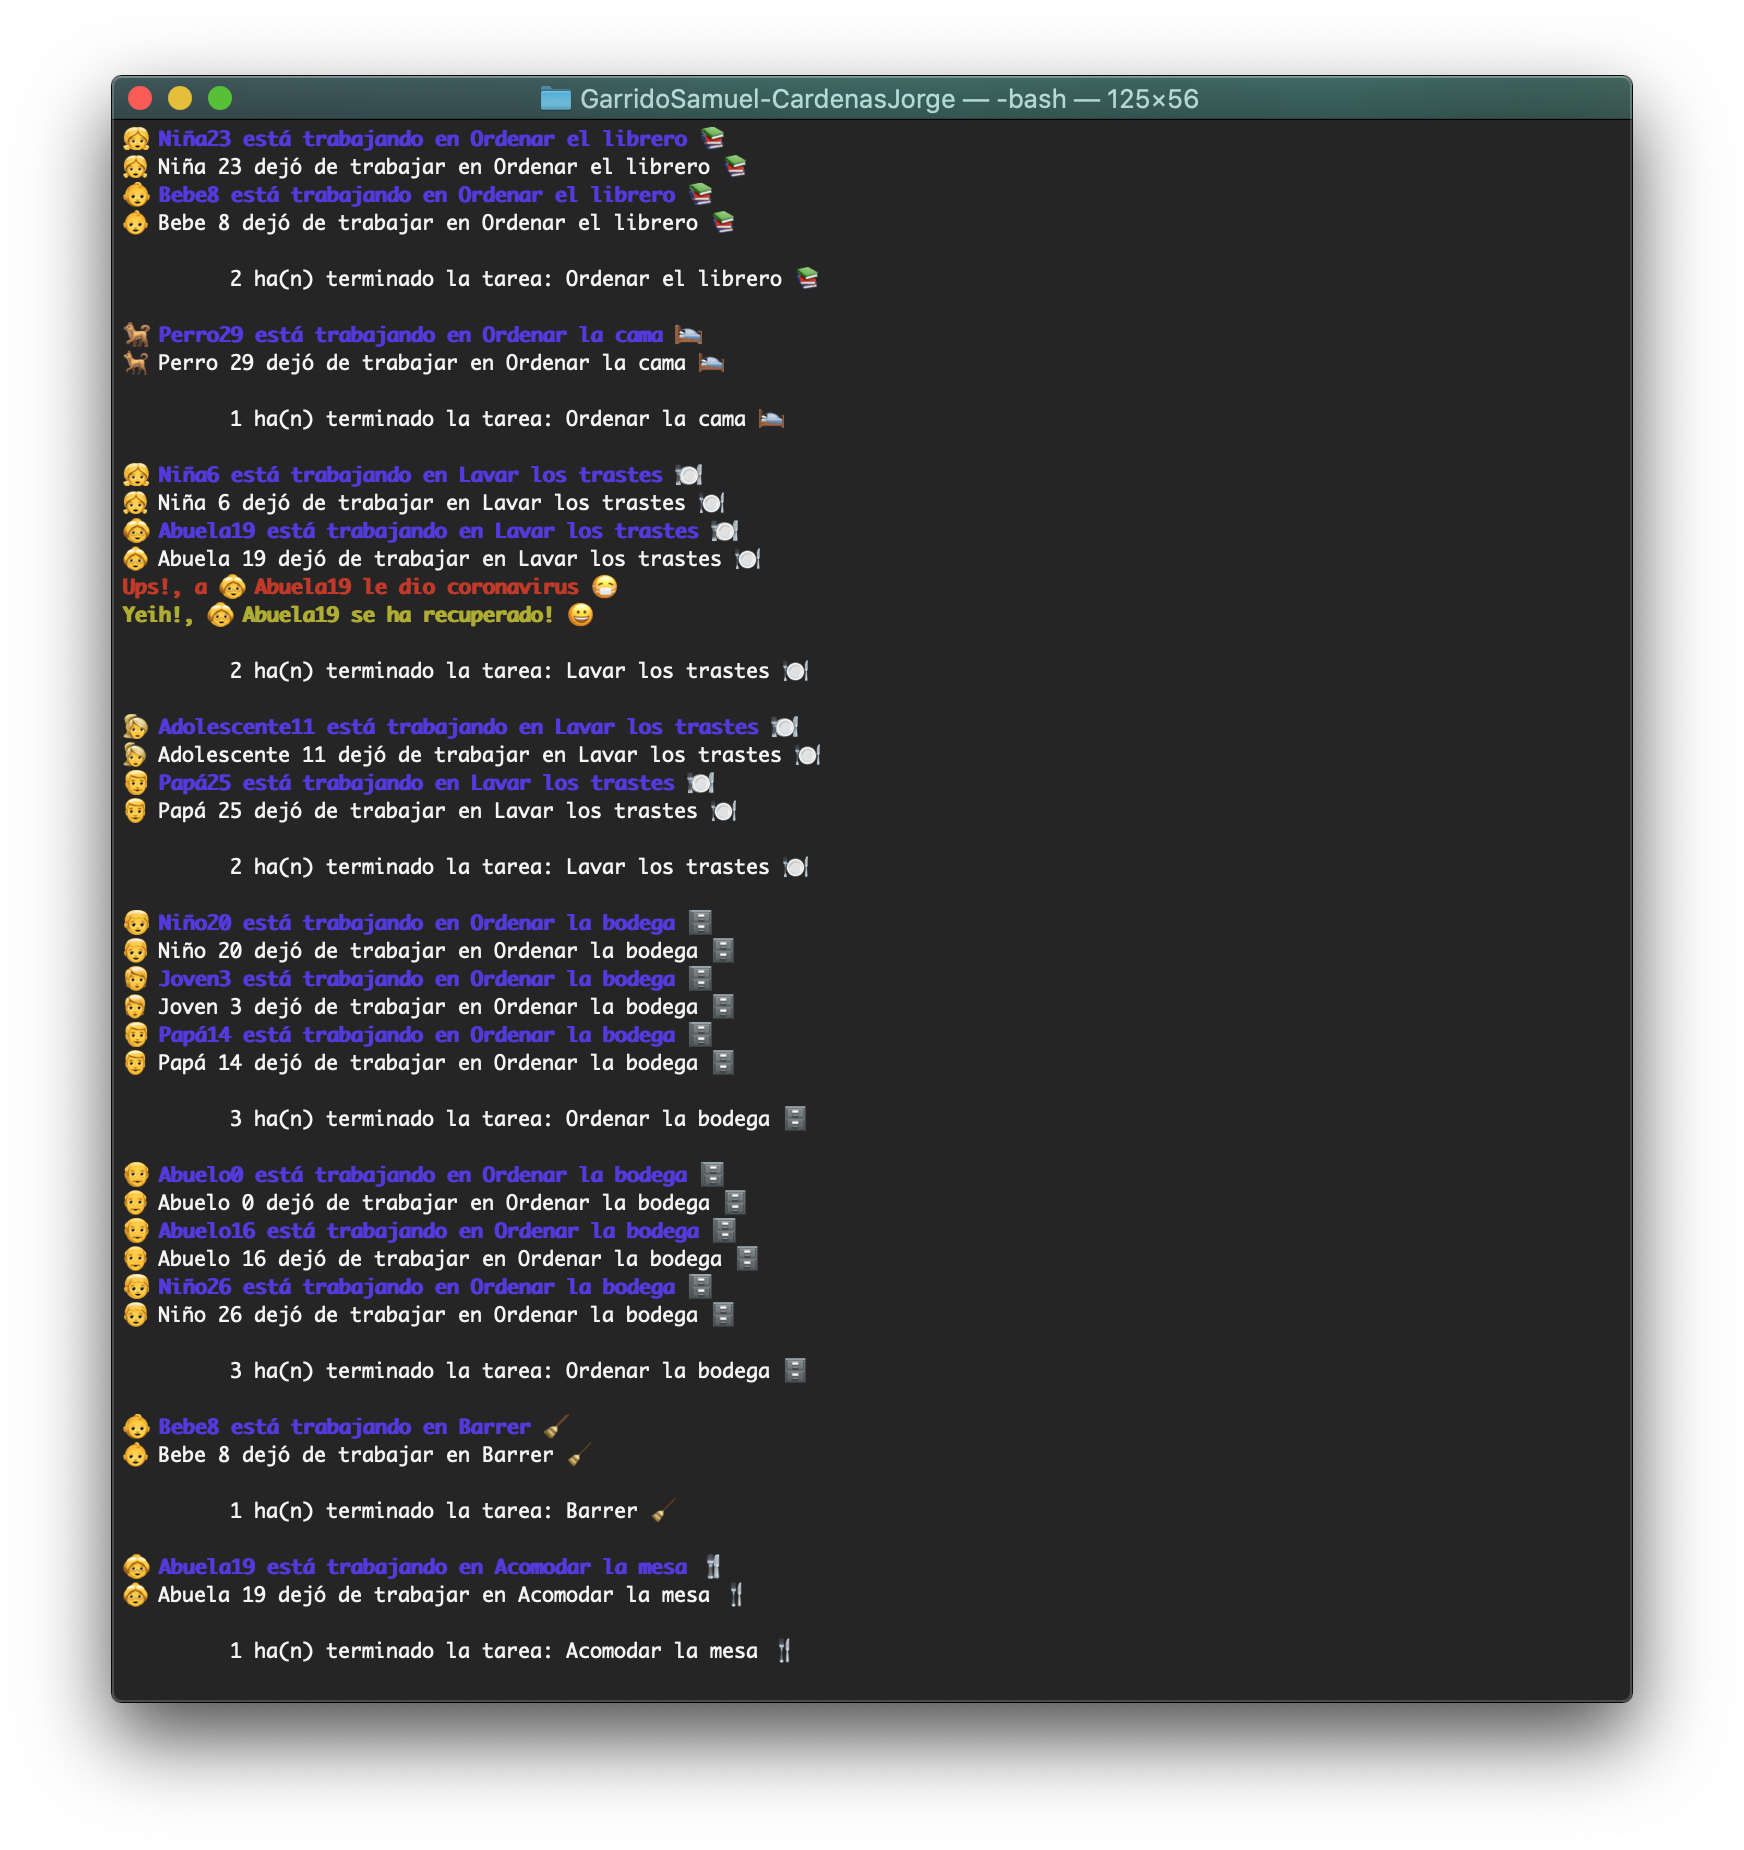 GarridoSamuel-CardenasJorge — -bash — 125×56
👧 Niña23 está trabajando en Ordenar el librero 📚
👧 Niña 23 dejó de trabajar en Ordenar el librero 📚
👶 Bebe8 está trabajando en Ordenar el librero 📚
👶 Bebe 8 dejó de trabajar en Ordenar el librero 📚
2 ha(n) terminado la tarea: Ordenar el librero 📚
🐕 Perro29 está trabajando en Ordenar la cama 🛌
🐕 Perro 29 dejó de trabajar en Ordenar la cama 🛌
1 ha(n) terminado la tarea: Ordenar la cama 🛌
👧 Niña6 está trabajando en Lavar los trastes 🍽
👧 Niña 6 dejó de trabajar en Lavar los trastes 🍽
👵 Abuela19 está trabajando en Lavar los trastes 🍽
👵 Abuela 19 dejó de trabajar en Lavar los trastes 🍽
Ups!, a 👵 Abuela19 le dio coronavirus 😷
Yeih!, 👵 Abuela19 se ha recuperado! 😀
2 ha(n) terminado la tarea: Lavar los trastes 🍽
Adolescente11 está trabajando en Lavar los trastes 🍽
Adolescente 11 dejó de trabajar en Lavar los trastes 🍽
👨 Papá25 está trabajando en Lavar los trastes 🍽
👨 Papá 25 dejó de trabajar en Lavar los trastes 🍽
2 ha(n) terminado la tarea: Lavar los trastes 🍽
👦 Niño20 está trabajando en Ordenar la bodega 🗄
👦 Niño 20 dejó de trabajar en Ordenar la bodega 🗄
🧑 Joven3 está trabajando en Ordenar la bodega 🗄
🧑 Joven 3 dejó de trabajar en Ordenar la bodega 🗄
👨 Papá14 está trabajando en Ordenar la bodega 🗄
👨 Papá 14 dejó de trabajar en Ordenar la bodega 🗄
3 ha(n) terminado la tarea: Ordenar la bodega 🗄
👴 Abuelo0 está trabajando en Ordenar la bodega 🗄
👴 Abuelo 0 dejó de trabajar en Ordenar la bodega 🗄
👴 Abuelo16 está trabajando en Ordenar la bodega 🗄
👴 Abuelo 16 dejó de trabajar en Ordenar la bodega 🗄
👦 Niño26 está trabajando en Ordenar la bodega 🗄
👦 Niño 26 dejó de trabajar en Ordenar la bodega 🗄
3 ha(n) terminado la tarea: Ordenar la bodega 🗄
👶 Bebe8 está trabajando en Barrer 🧹
👶 Bebe 8 dejó de trabajar en Barrer 🧹
1 ha(n) terminado la tarea: Barrer 🧹
👵 Abuela19 está trabajando en Acomodar la mesa 🍴
👵 Abuela 19 dejó de trabajar en Acomodar la mesa 🍴
1 ha(n) terminado la tarea: Acomodar la mesa 🍴